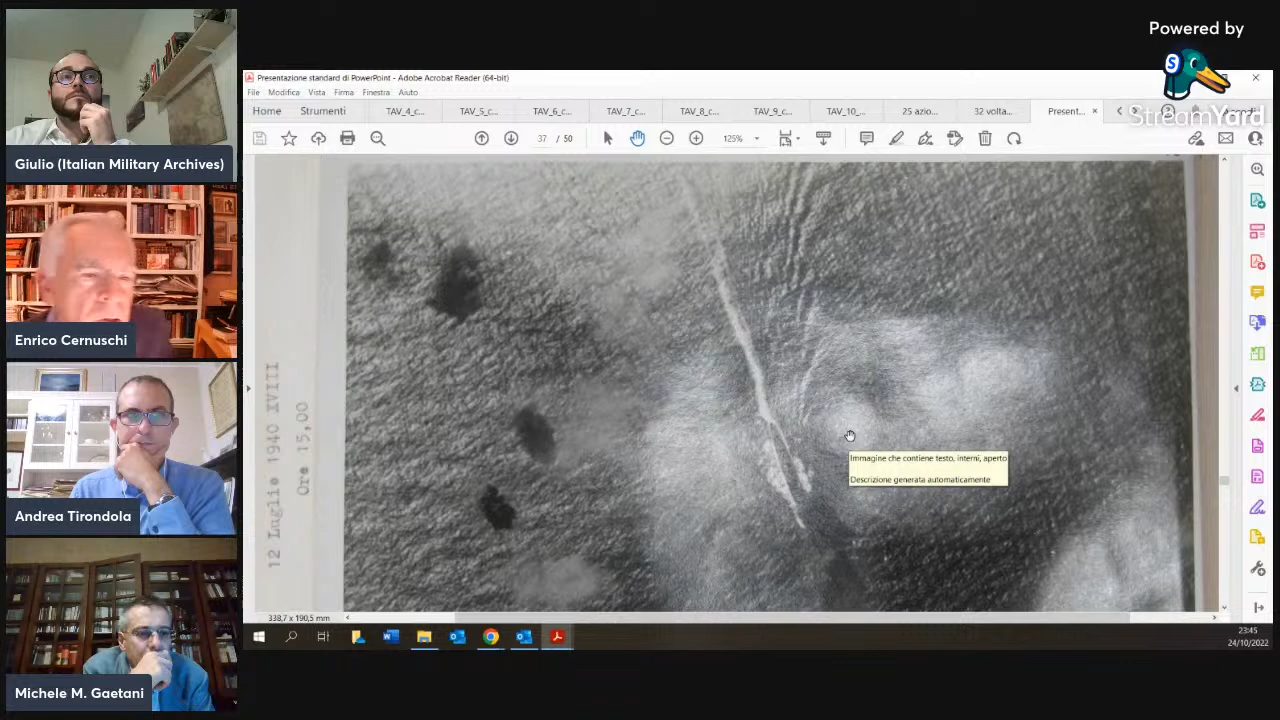 Powered by
StreamYard
Giulio (Italian Military Archives)
Enrico Cernuschi
Andrea Tirondola
Michele M. Gaetani
Presentazione standard di PowerPoint - Adobe Acrobat Reader (64-bit)
File Modifica Vista Firma Finestra Aiuto
Home Strumenti TAV_4_c... TAV_5_c... TAV_6_c... TAV_7_c... TAV_8_c... TAV_9_c... TAV_10_... 25 azio... 32 volta... Present...
37 / 50 125%
12 Luglio 1940 XVIII
Ore 15,00
Immagine che contiene testo, interni, aperto
Descrizione generata automaticamente
338,7 x 190,5 mm
23:45
24/10/2022